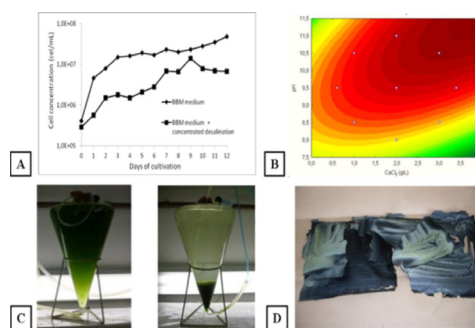 A
Cell concentration (cel/mL)
1,0E+08
1,0E+07
1,0E+06
1,0E+05
0 1 2 3 4 5 6 7 8 9 10 11 12
Days of cultivation
BBM medium
BBM medium +
concentrated desalination
B
pH
11,5
11,0
10,5
10,0
9,5
9,0
8,5
8,0
7,5
0,5 1,0 1,5 2,0 2,5 3,0 3,5
CaCl₂ (g/L)
C
D